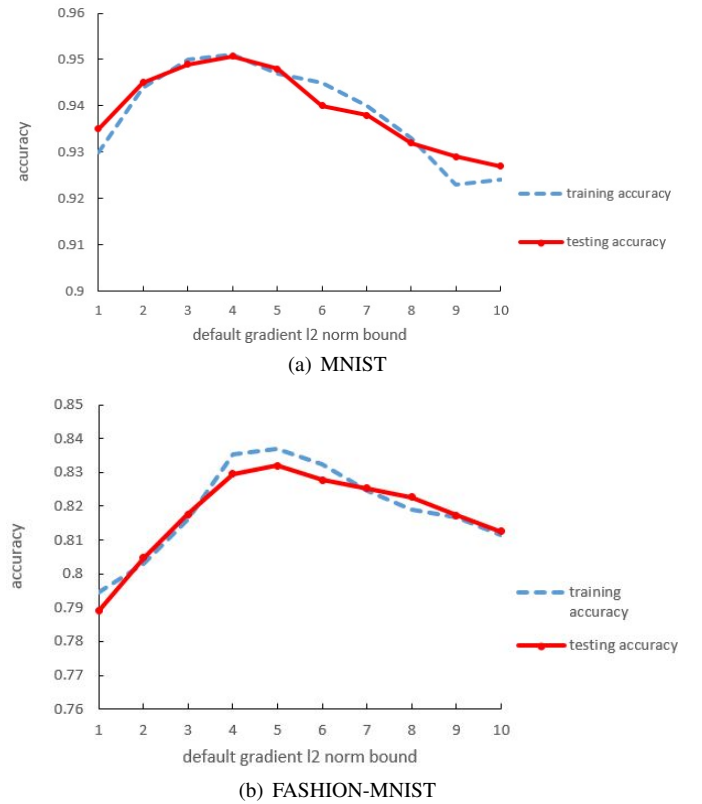 0.96
0.95
0.94
0.93
0.92
0.91
0.9
accuracy
1 2 3 4 5 6 7 8 9 10
default gradient l2 norm bound
training accuracy
testing accuracy
(a) MNIST
0.85
0.84
0.83
0.82
0.81
0.8
0.79
0.78
0.77
0.76
accuracy
1 2 3 4 5 6 7 8 9 10
default gradient l2 norm bound
training
accuracy
testing accuracy
(b) FASHION-MNIST